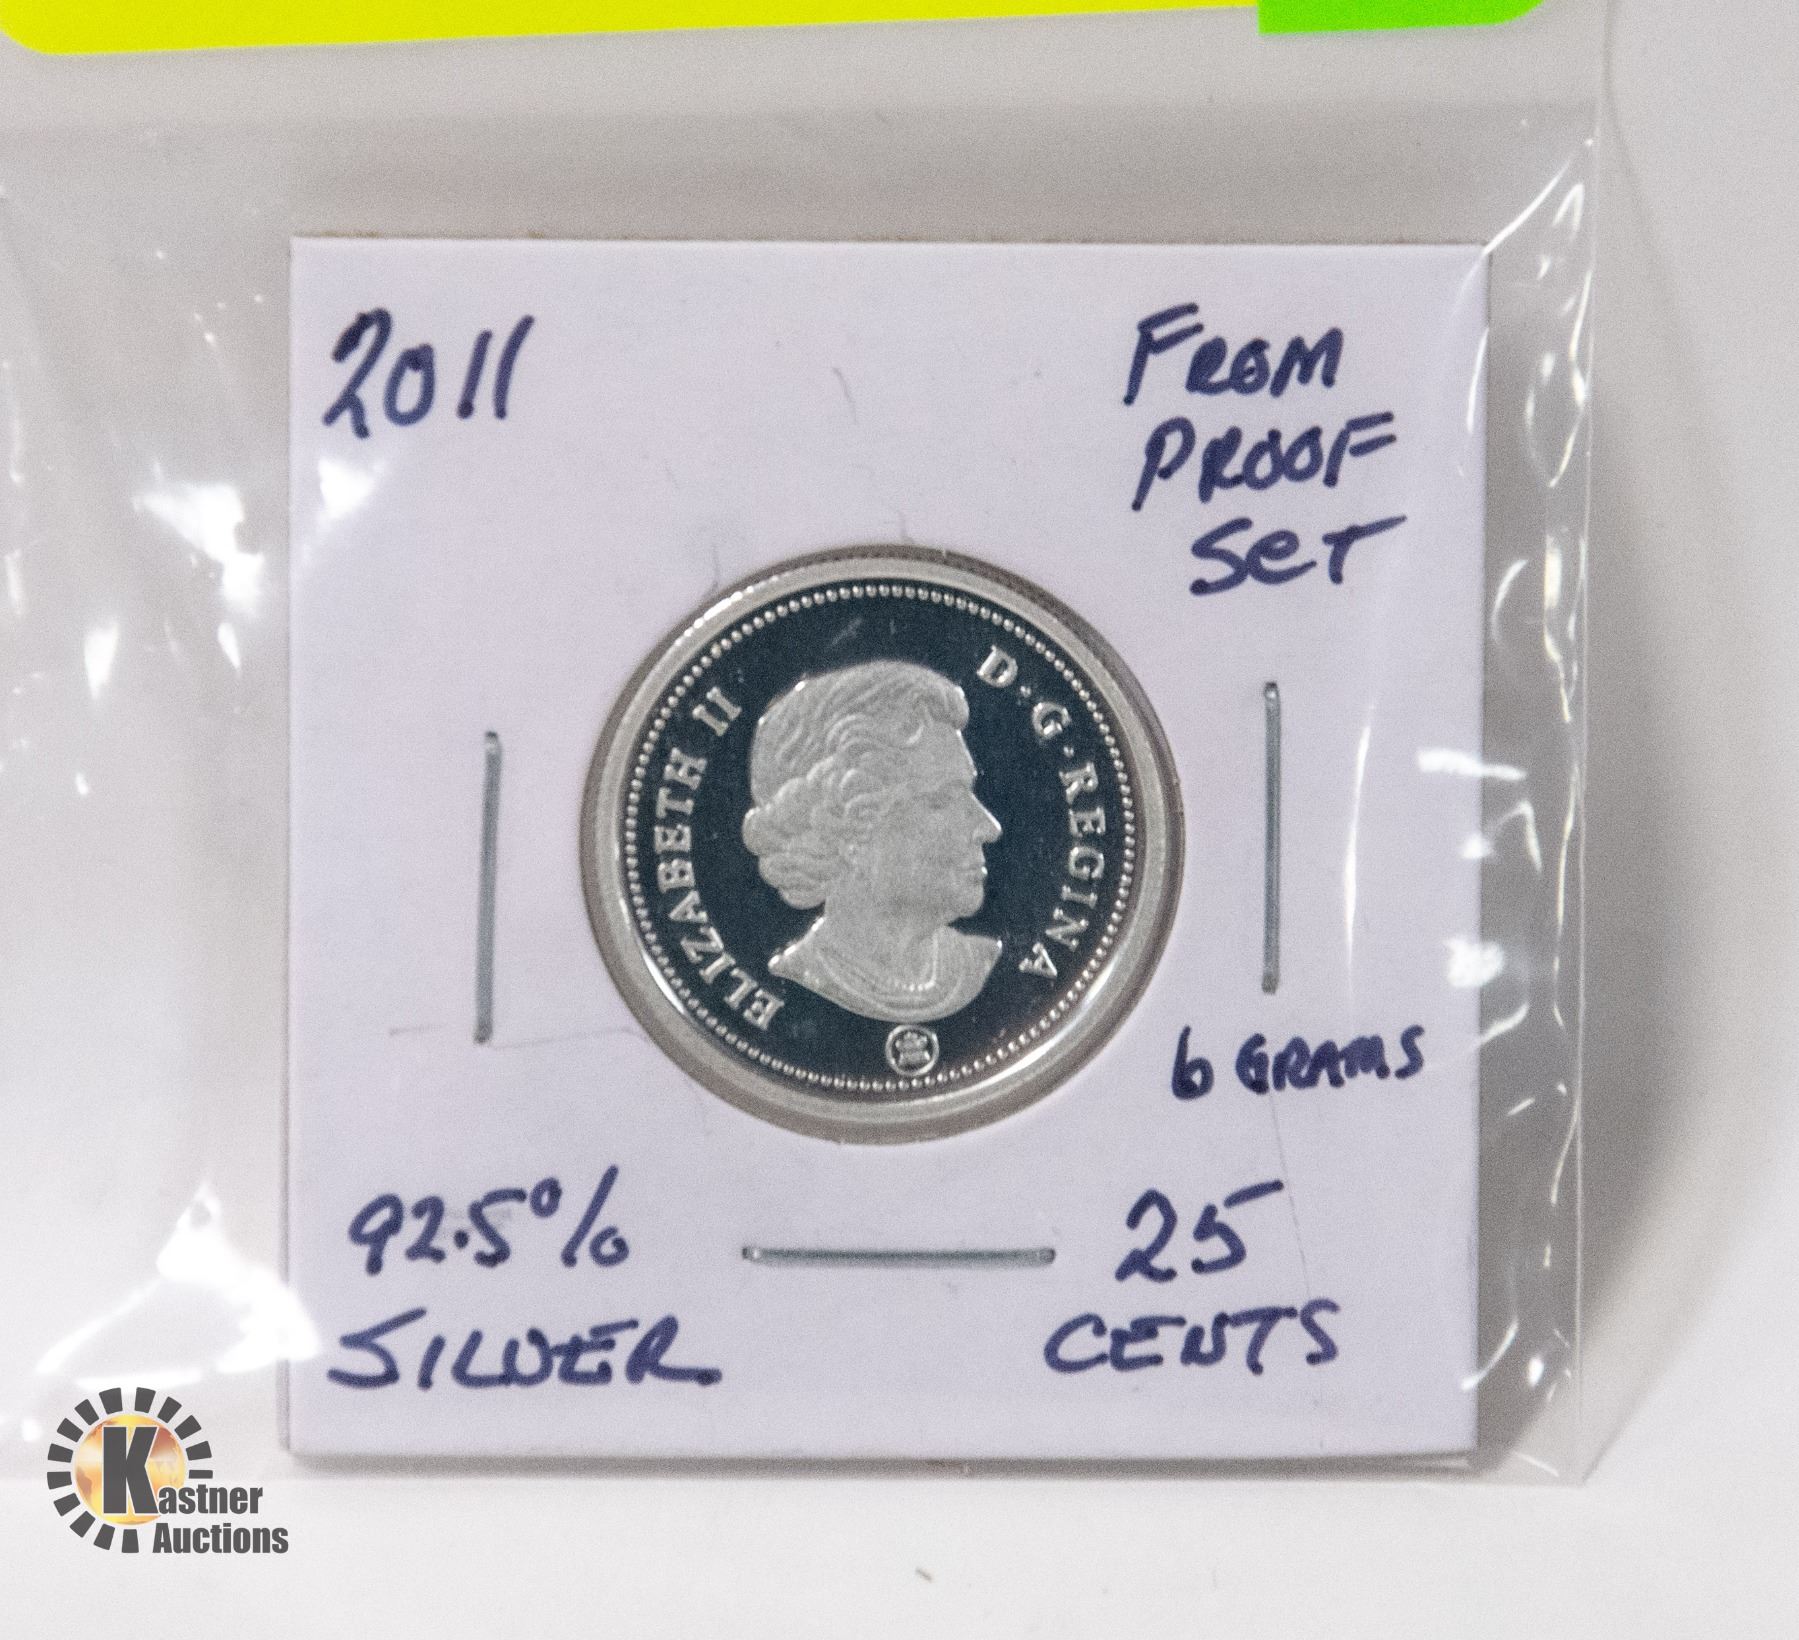 2011
FROM
PROOF
SET
ELIZABETH II
D·G·REGINA
6 GRAMS
92.5%
SILVER
25
CENTS
Kastner
Auctions